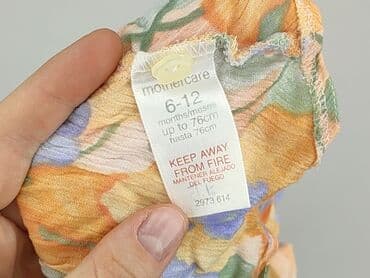 mothercare
6-12
months/meses
up to 76cm
hasta 76cm
KEEP AWAY
FROM FIRE
MANTENER ALEJADO
DEL FUEGO
2973 614